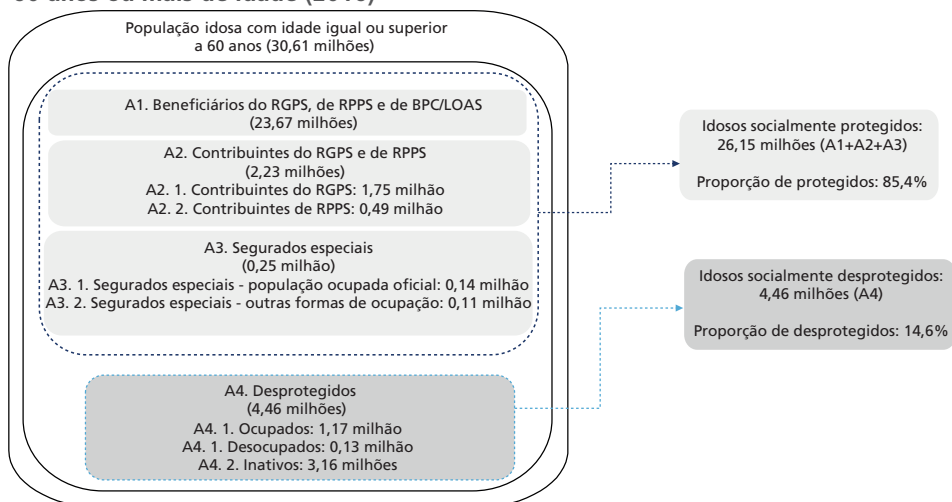 População idosa com idade igual ou superior
a 60 anos (30,61 milhões)
A1. Beneficiários do RGPS, de RPPS e de BPC/LOAS
(23,67 milhões)
A2. Contribuintes do RGPS e de RPPS
(2,23 milhões)
A2. 1. Contribuintes do RGPS: 1,75 milhão
A2. 2. Contribuintes de RPPS: 0,49 milhão
A3. Segurados especiais
(0,25 milhão)
A3. 1. Segurados especiais - população ocupada oficial: 0,14 milhão
A3. 2. Segurados especiais - outras formas de ocupação: 0,11 milhão
A4. Desprotegidos
(4,46 milhões)
A4. 1. Ocupados: 1,17 milhão
A4. 1. Desocupados: 0,13 milhão
A4. 2. Inativos: 3,16 milhões
Idosos socialmente protegidos:
26,15 milhões (A1+A2+A3)
Proporção de protegidos: 85,4%
Idosos socialmente desprotegidos:
4,46 milhões (A4)
Proporção de desprotegidos: 14,6%